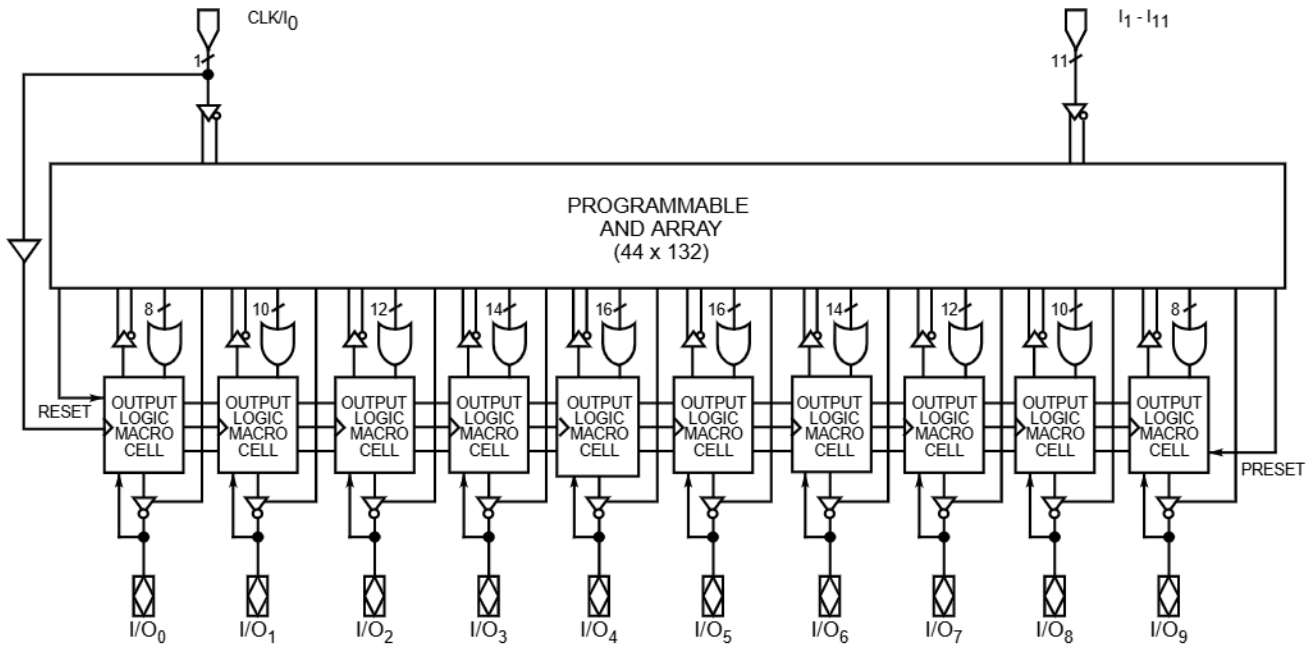 CLK/I0
I1 - I11
1
11
PROGRAMMABLE
AND ARRAY
(44 x 132)
8
10
12
14
16
16
14
12
10
8
RESET
OUTPUT
LOGIC
MACRO
CELL
OUTPUT
LOGIC
MACRO
CELL
OUTPUT
LOGIC
MACRO
CELL
OUTPUT
LOGIC
MACRO
CELL
OUTPUT
LOGIC
MACRO
CELL
OUTPUT
LOGIC
MACRO
CELL
OUTPUT
LOGIC
MACRO
CELL
OUTPUT
LOGIC
MACRO
CELL
OUTPUT
LOGIC
MACRO
CELL
OUTPUT
LOGIC
MACRO
CELL
PRESET
I/O0
I/O1
I/O2
I/O3
I/O4
I/O5
I/O6
I/O7
I/O8
I/O9